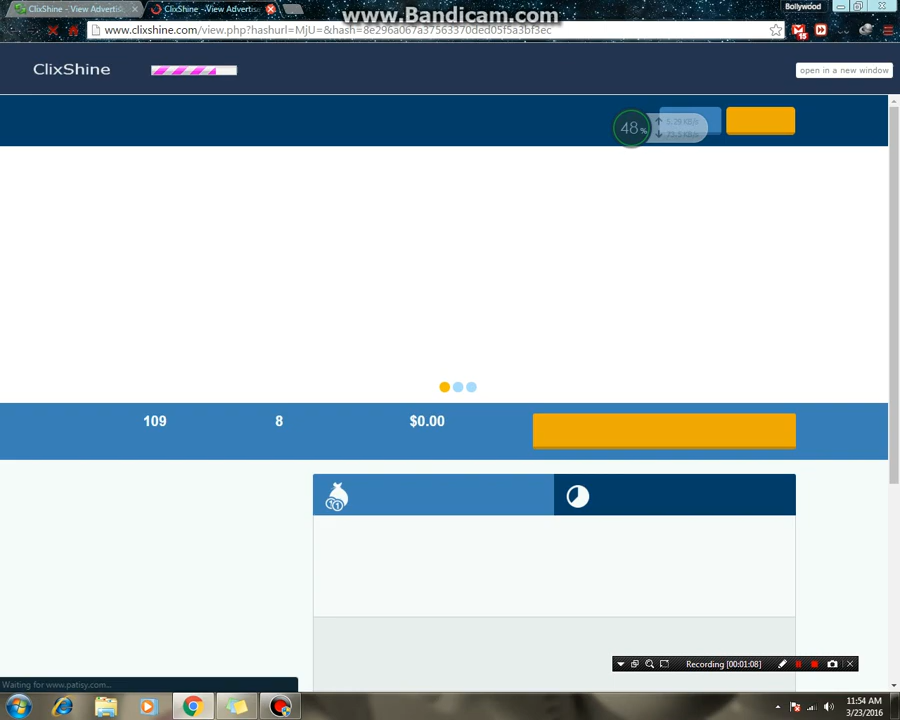 www.Bandicam.com
ClixShine - View Advertis
ClixShine - View Advertis
Bollywood
www.clixshine.com/view.php?hashurl=MjU=&hash=8e296a067a37563370ded05f5a3bf3ec
15
ClixShine
open in a new window
48%
109
8
$0.00
Recording [00:01:08]
Waiting for www.patisy.com...
11:54 AM
3/23/2016